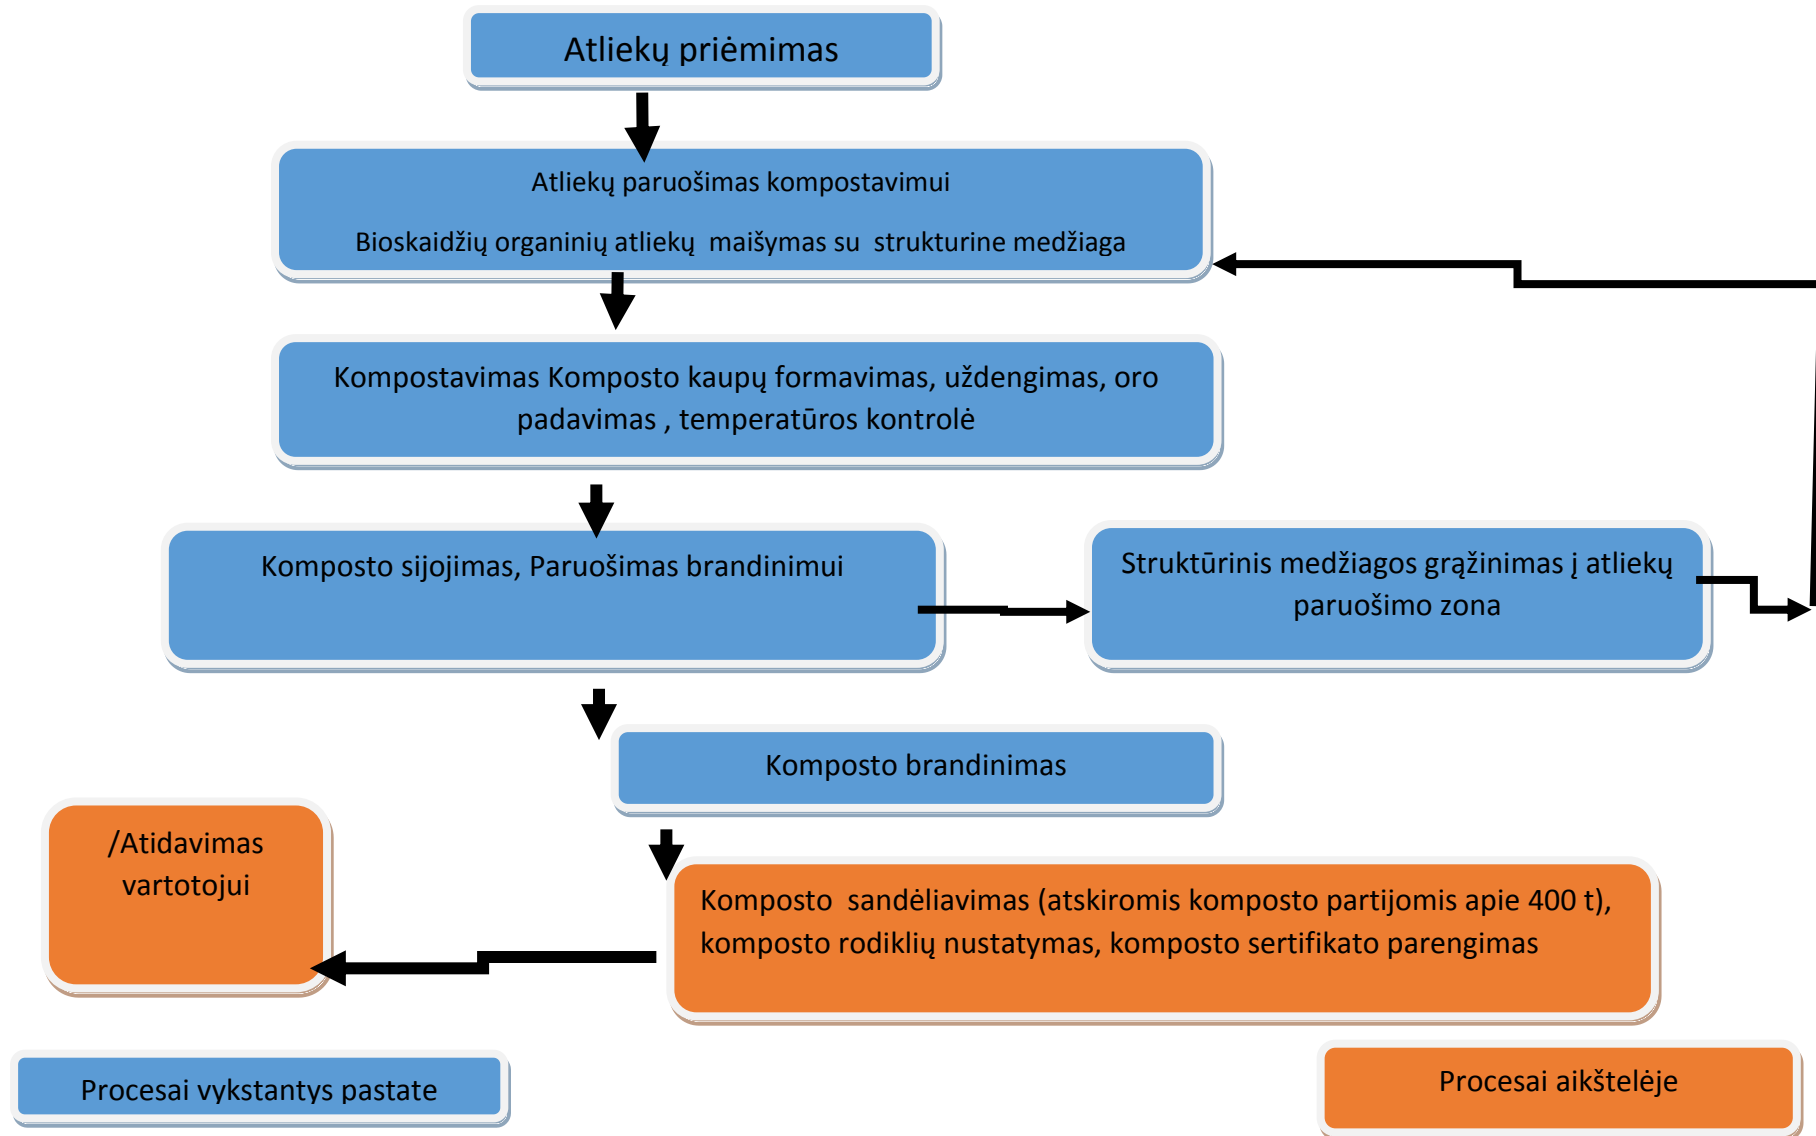 Atliekų priėmimas
Atliekų paruošimas kompostavimui
Bioskaidžių organinių atliekų maišymas su strukturine medžiaga
Kompostavimas Komposto kaupų formavimas, uždengimas, oro
padavimas , temperatūros kontrolė
Komposto sijojimas, Paruošimas brandinimui
Struktūrinis medžiagos grąžinimas į atliekų
paruošimo zona
Komposto brandinimas
/Atidavimas
vartotojui
Komposto sandėliavimas (atskiromis komposto partijomis apie 400 t),
komposto rodiklių nustatymas, komposto sertifikato parengimas
Procesai vykstantys pastate
Procesai aikštelėje